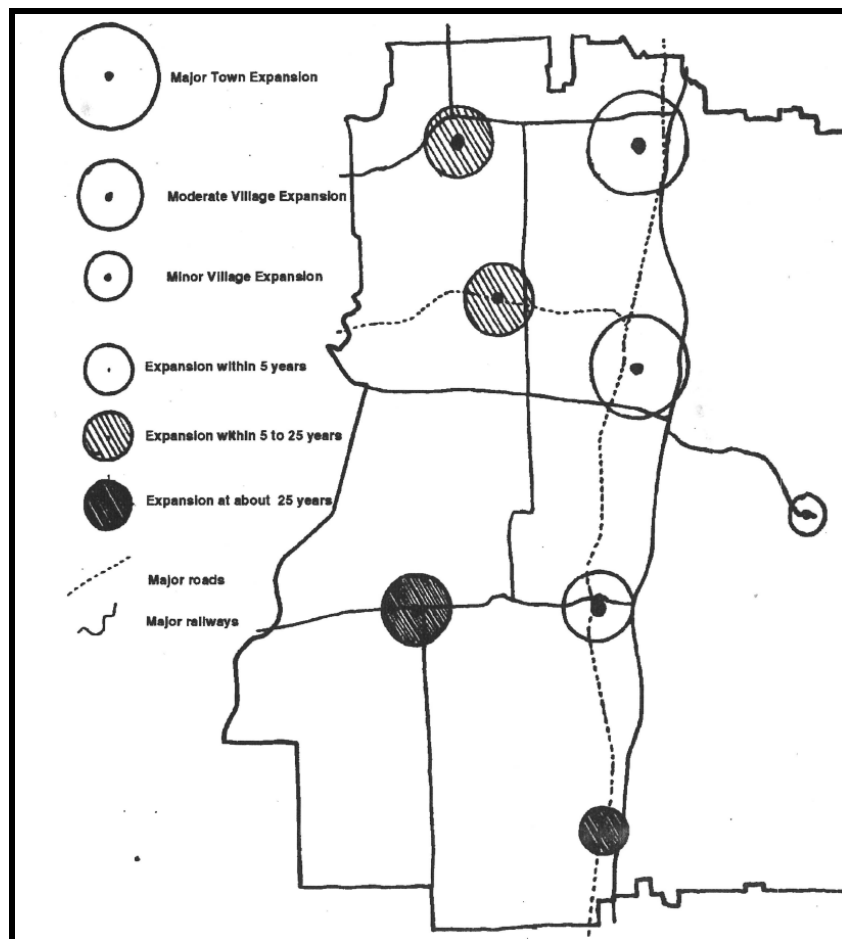 Major Town Expansion
Moderate Village Expansion
Minor Village Expansion
Expansion within 5 years
Expansion within 5 to 25 years
Expansion at about 25 years
Major roads
Major railways